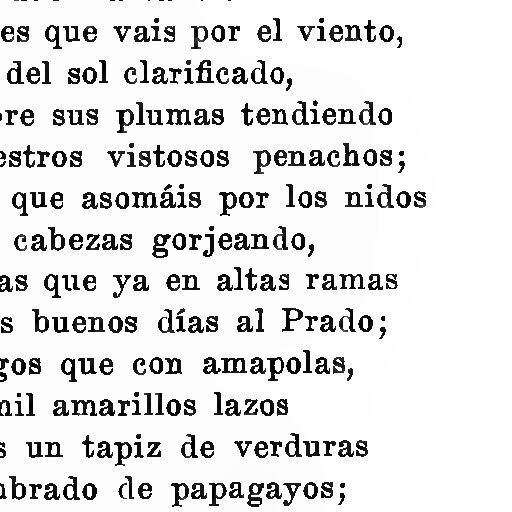 es que vais por el viento,
del sol clarificado,
re sus plumas tendiendo
estros vistosos penachos;
que asomáis por los nidos
cabezas gorjeando,
as que ya en altas ramas
s buenos días al Prado;
gos que con amapolas,
mil amarillos lazos
s un tapiz de verduras
mbrado de papagayos;